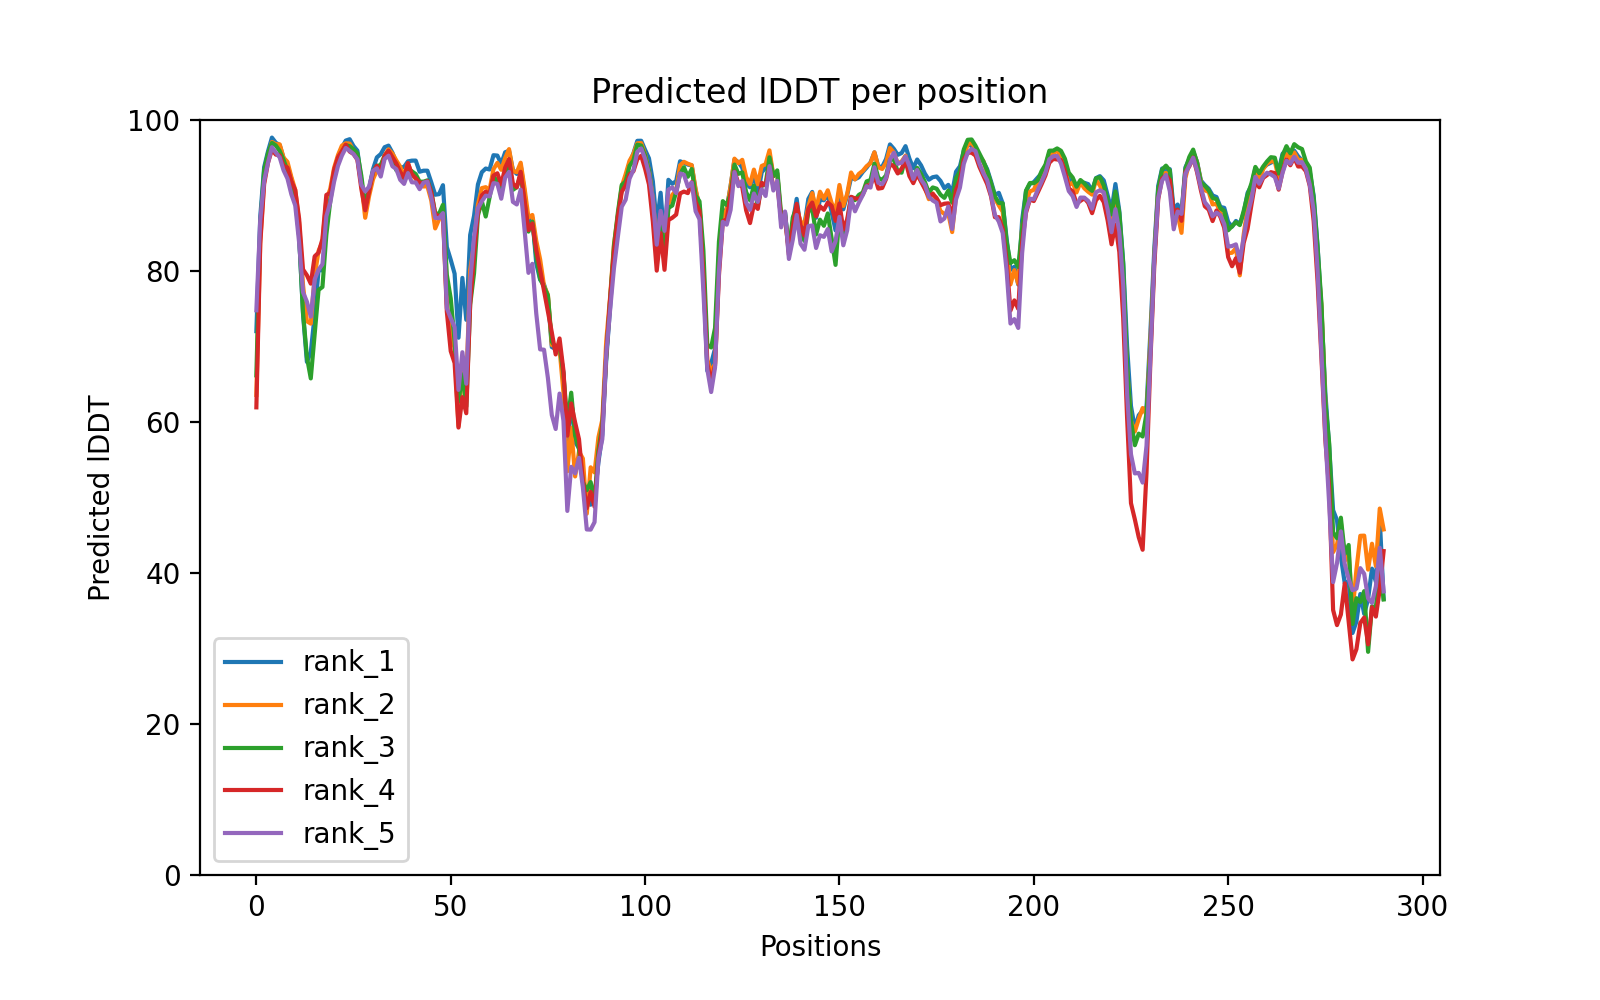 Predicted lDDT per position
Predicted lDDT
100
80
60
40
20
0
rank_1
rank_2
rank_3
rank_4
rank_5
0 50 100 150 200 250 300
Positions